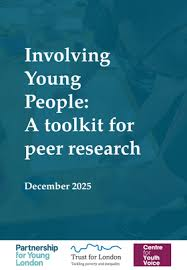 Involving
Young
People:
A toolkit for
peer research
December 2025
Partnership
for Young
London
Trust for London
Tackling poverty and inequality
Centre
for
Youth
Voice